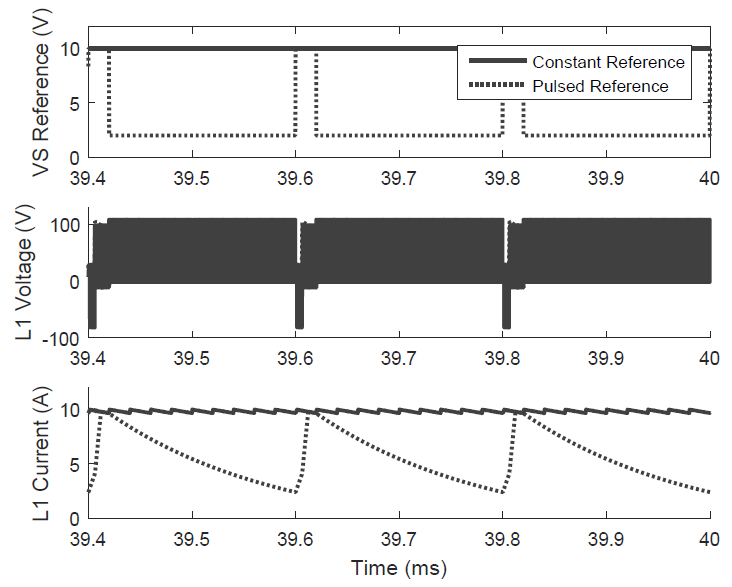 VS Reference (V)
10
5
0
Constant Reference
Pulsed Reference
39.4 39.5 39.6 39.7 39.8 39.9 40
L1 Voltage (V)
100
0
-100
39.4 39.5 39.6 39.7 39.8 39.9 40
L1 Current (A)
10
5
0
39.4 39.5 39.6 39.7 39.8 39.9 40
Time (ms)